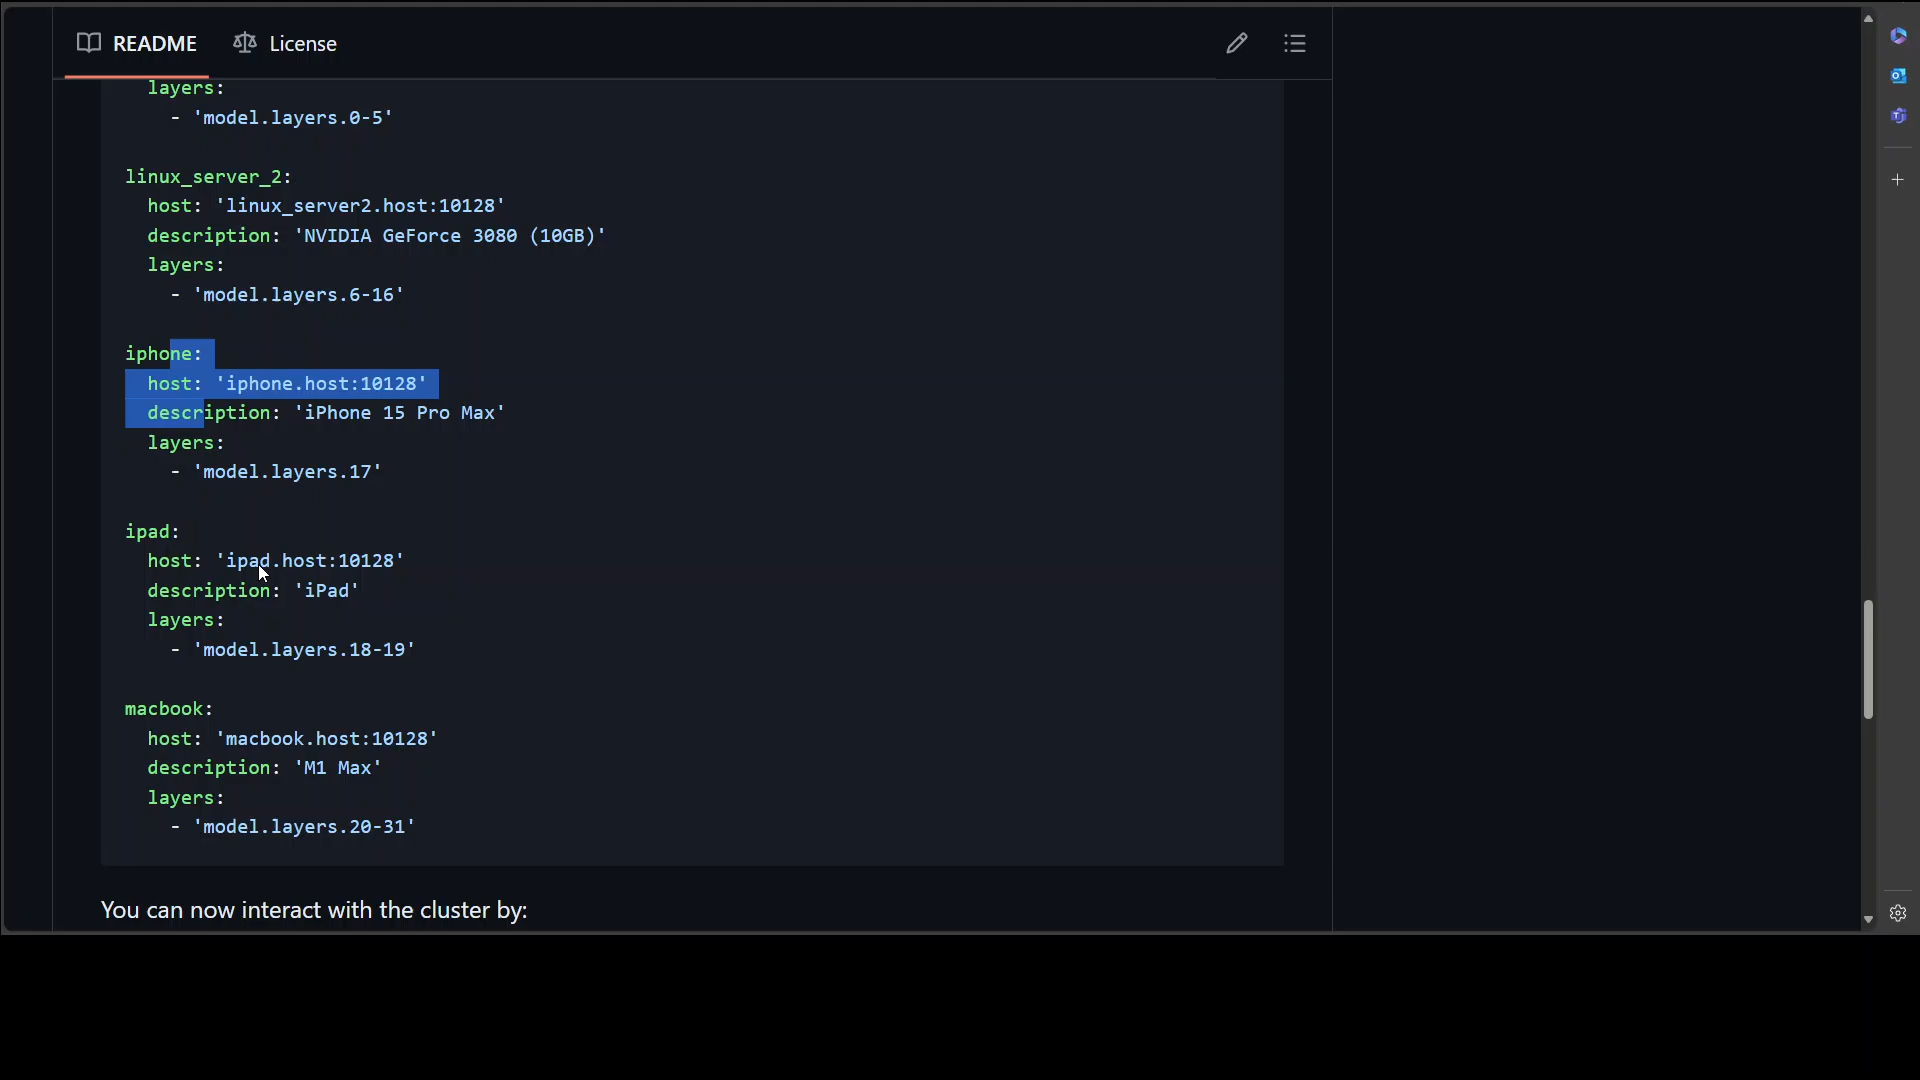 README License
layers:
- 'model.layers.0-5'
linux_server_2:
host: 'linux_server2.host:10128'
description: 'NVIDIA GeForce 3080 (10GB)'
layers:
- 'model.layers.6-16'
iphone:
host: 'iphone.host:10128'
description: 'iPhone 15 Pro Max'
layers:
- 'model.layers.17'
ipad:
host: 'ipad.host:10128'
description: 'iPad'
layers:
- 'model.layers.18-19'
macbook:
host: 'macbook.host:10128'
description: 'M1 Max'
layers:
- 'model.layers.20-31'
You can now interact with the cluster by: